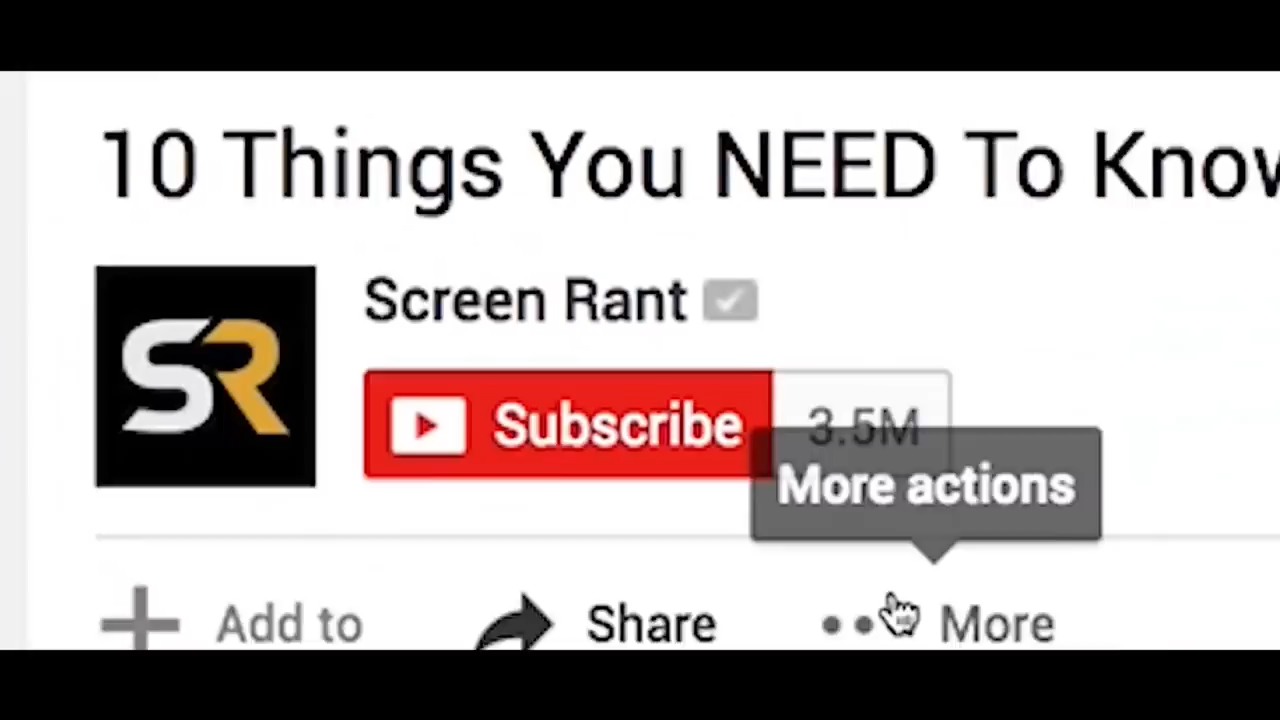 10 Things You NEED To Know
SR
Screen Rant
Subscribe 3.5M
More actions
Add to Share More